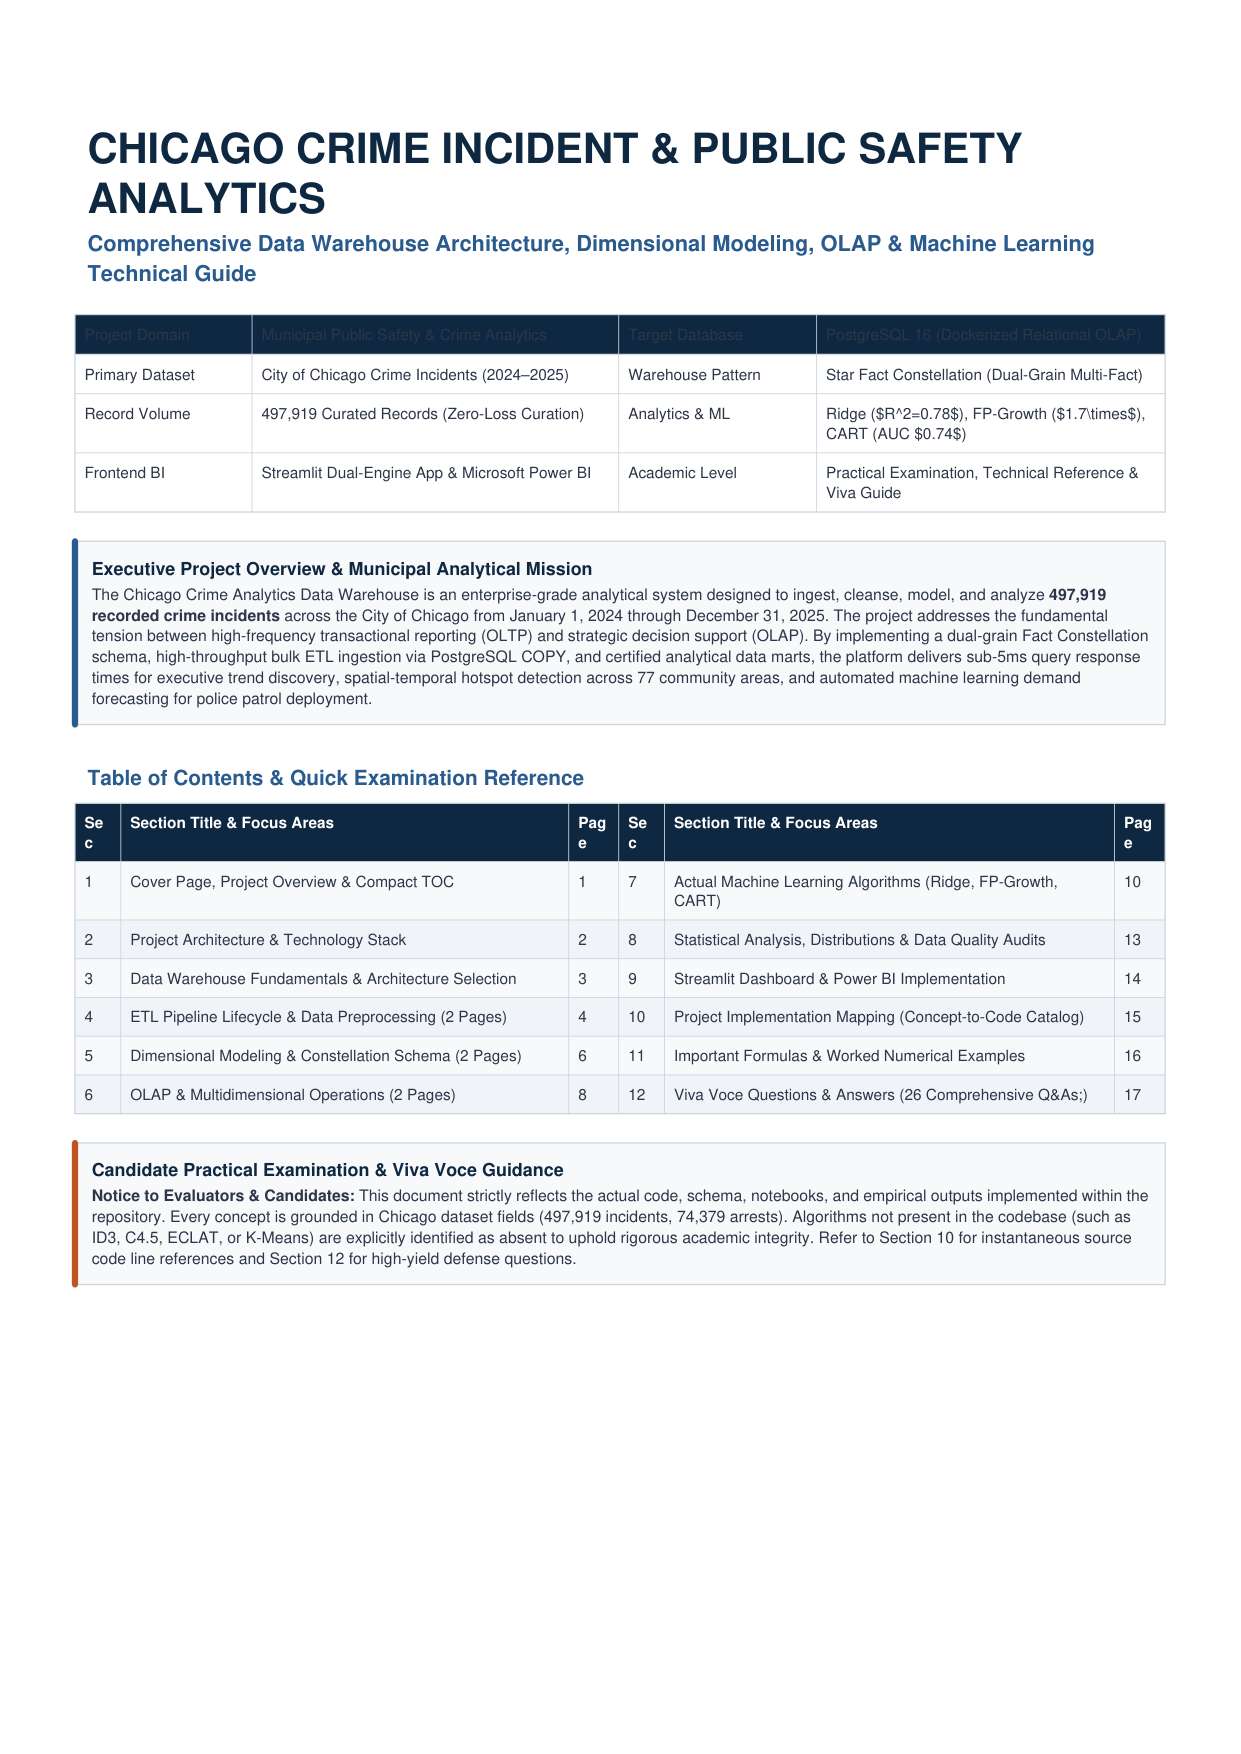 CHICAGO CRIME INCIDENT & PUBLIC SAFETY
ANALYTICS
Comprehensive Data Warehouse Architecture, Dimensional Modeling, OLAP & Machine Learning
Technical Guide
Project Domain Municipal Public Safety & Crime Analytics Target Database PostgreSQL 16 (Dockerized Relational OLAP)
Primary Dataset City of Chicago Crime Incidents (2024–2025) Warehouse Pattern Star Fact Constellation (Dual-Grain Multi-Fact)
Record Volume 497,919 Curated Records (Zero-Loss Curation) Analytics & ML Ridge ($R^2=0.78$), FP-Growth ($1.7\times$),
CART (AUC $0.74$)
Frontend BI Streamlit Dual-Engine App & Microsoft Power BI Academic Level Practical Examination, Technical Reference &
Viva Guide
Executive Project Overview & Municipal Analytical Mission
The Chicago Crime Analytics Data Warehouse is an enterprise-grade analytical system designed to ingest, cleanse, model, and analyze 497,919
recorded crime incidents across the City of Chicago from January 1, 2024 through December 31, 2025. The project addresses the fundamental
tension between high-frequency transactional reporting (OLTP) and strategic decision support (OLAP). By implementing a dual-grain Fact Constellation
schema, high-throughput bulk ETL ingestion via PostgreSQL COPY, and certified analytical data marts, the platform delivers sub-5ms query response
times for executive trend discovery, spatial-temporal hotspot detection across 77 community areas, and automated machine learning demand
forecasting for police patrol deployment.
Table of Contents & Quick Examination Reference
Se Section Title & Focus Areas Pag Se Section Title & Focus Areas Pag
c e c e
1 Cover Page, Project Overview & Compact TOC 1 7 Actual Machine Learning Algorithms (Ridge, FP-Growth, 10
CART)
2 Project Architecture & Technology Stack 2 8 Statistical Analysis, Distributions & Data Quality Audits 13
3 Data Warehouse Fundamentals & Architecture Selection 3 9 Streamlit Dashboard & Power BI Implementation 14
4 ETL Pipeline Lifecycle & Data Preprocessing (2 Pages) 4 10 Project Implementation Mapping (Concept-to-Code Catalog) 15
5 Dimensional Modeling & Constellation Schema (2 Pages) 6 11 Important Formulas & Worked Numerical Examples 16
6 OLAP & Multidimensional Operations (2 Pages) 8 12 Viva Voce Questions & Answers (26 Comprehensive Q&As;) 17
Candidate Practical Examination & Viva Voce Guidance
Notice to Evaluators & Candidates: This document strictly reflects the actual code, schema, notebooks, and empirical outputs implemented within the
repository. Every concept is grounded in Chicago dataset fields (497,919 incidents, 74,379 arrests). Algorithms not present in the codebase (such as
ID3, C4.5, ECLAT, or K-Means) are explicitly identified as absent to uphold rigorous academic integrity. Refer to Section 10 for instantaneous source
code line references and Section 12 for high-yield defense questions.